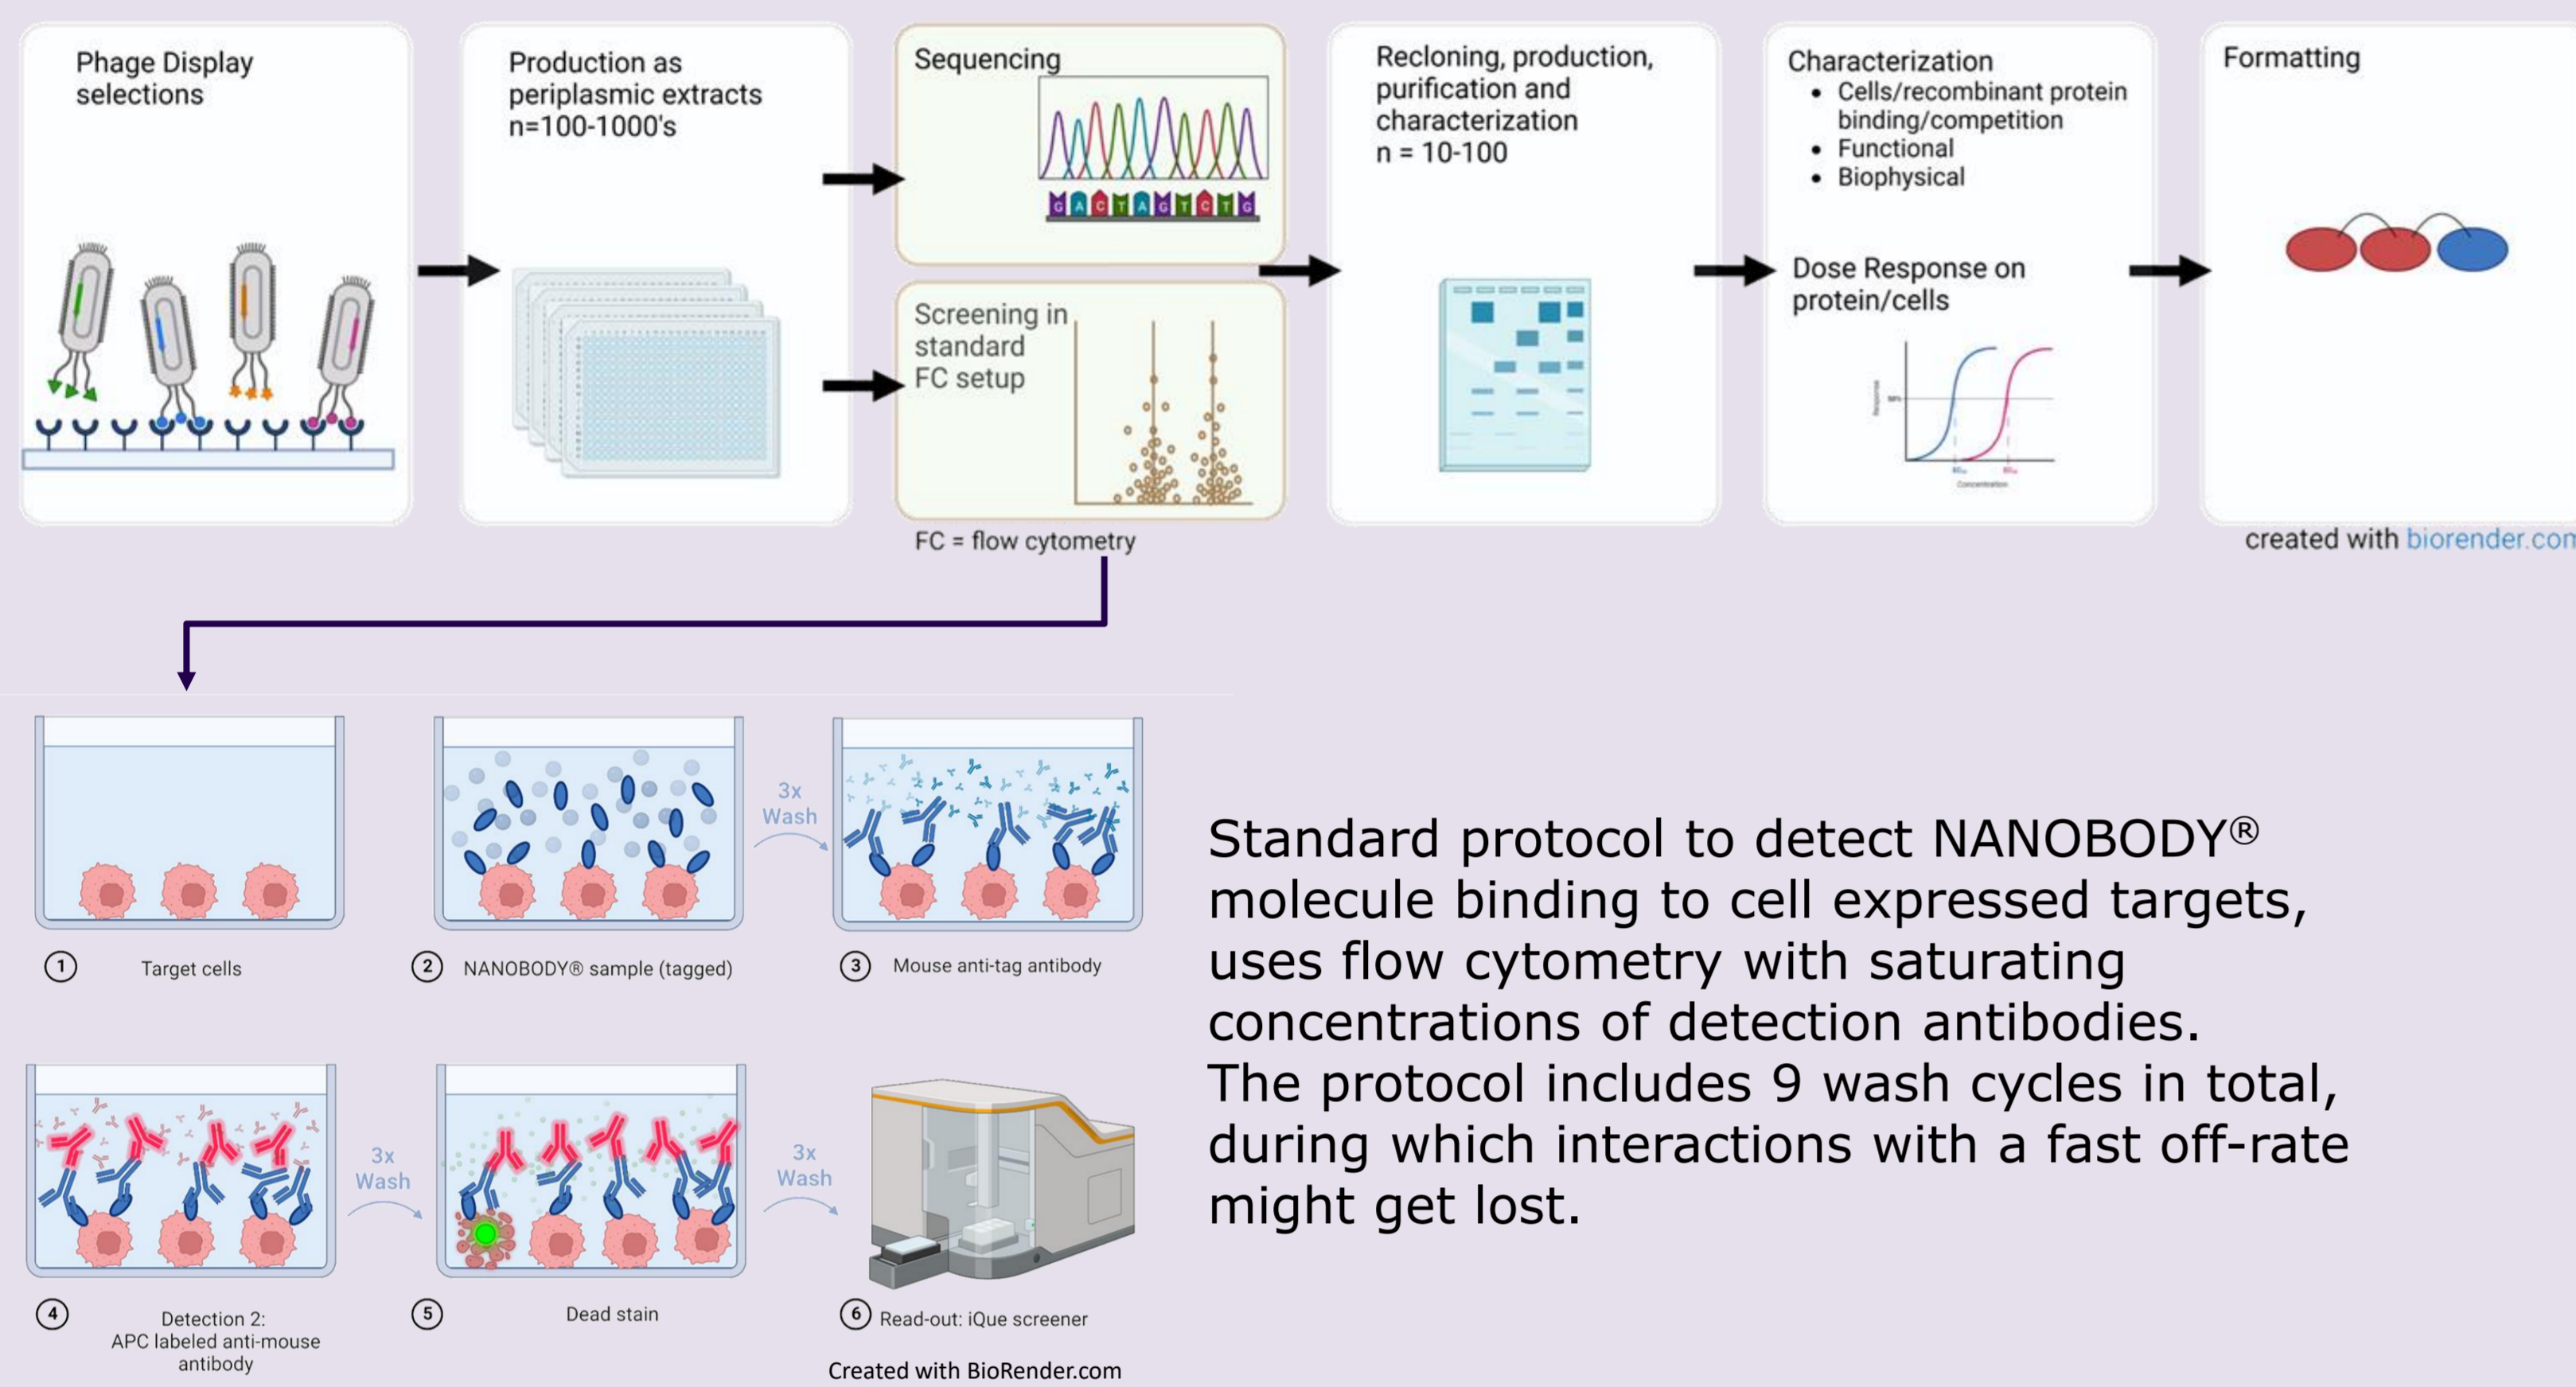 Phage Display
selections
Production as
periplasmic extracts
n=100-1000's
Sequencing
G A C T A G T C T G
Screening in
standard
FC setup
FC = flow cytometry
Recloning, production,
purification and
characterization
n = 10-100
Characterization
• Cells/recombinant protein
binding/competition
• Functional
• Biophysical
Dose Response on
protein/cells
Response
50%
Concentration
Formatting
created with biorender.com
3x
Wash
1 Target cells
2 NANOBODY® sample (tagged)
3 Mouse anti-tag antibody
3x
Wash
3x
Wash
4 Detection 2:
APC labeled anti-mouse
antibody
5 Dead stain
6 Read-out: iQue screener
Created with BioRender.com
Standard protocol to detect NANOBODY®
molecule binding to cell expressed targets,
uses flow cytometry with saturating
concentrations of detection antibodies.
The protocol includes 9 wash cycles in total,
during which interactions with a fast off-rate
might get lost.